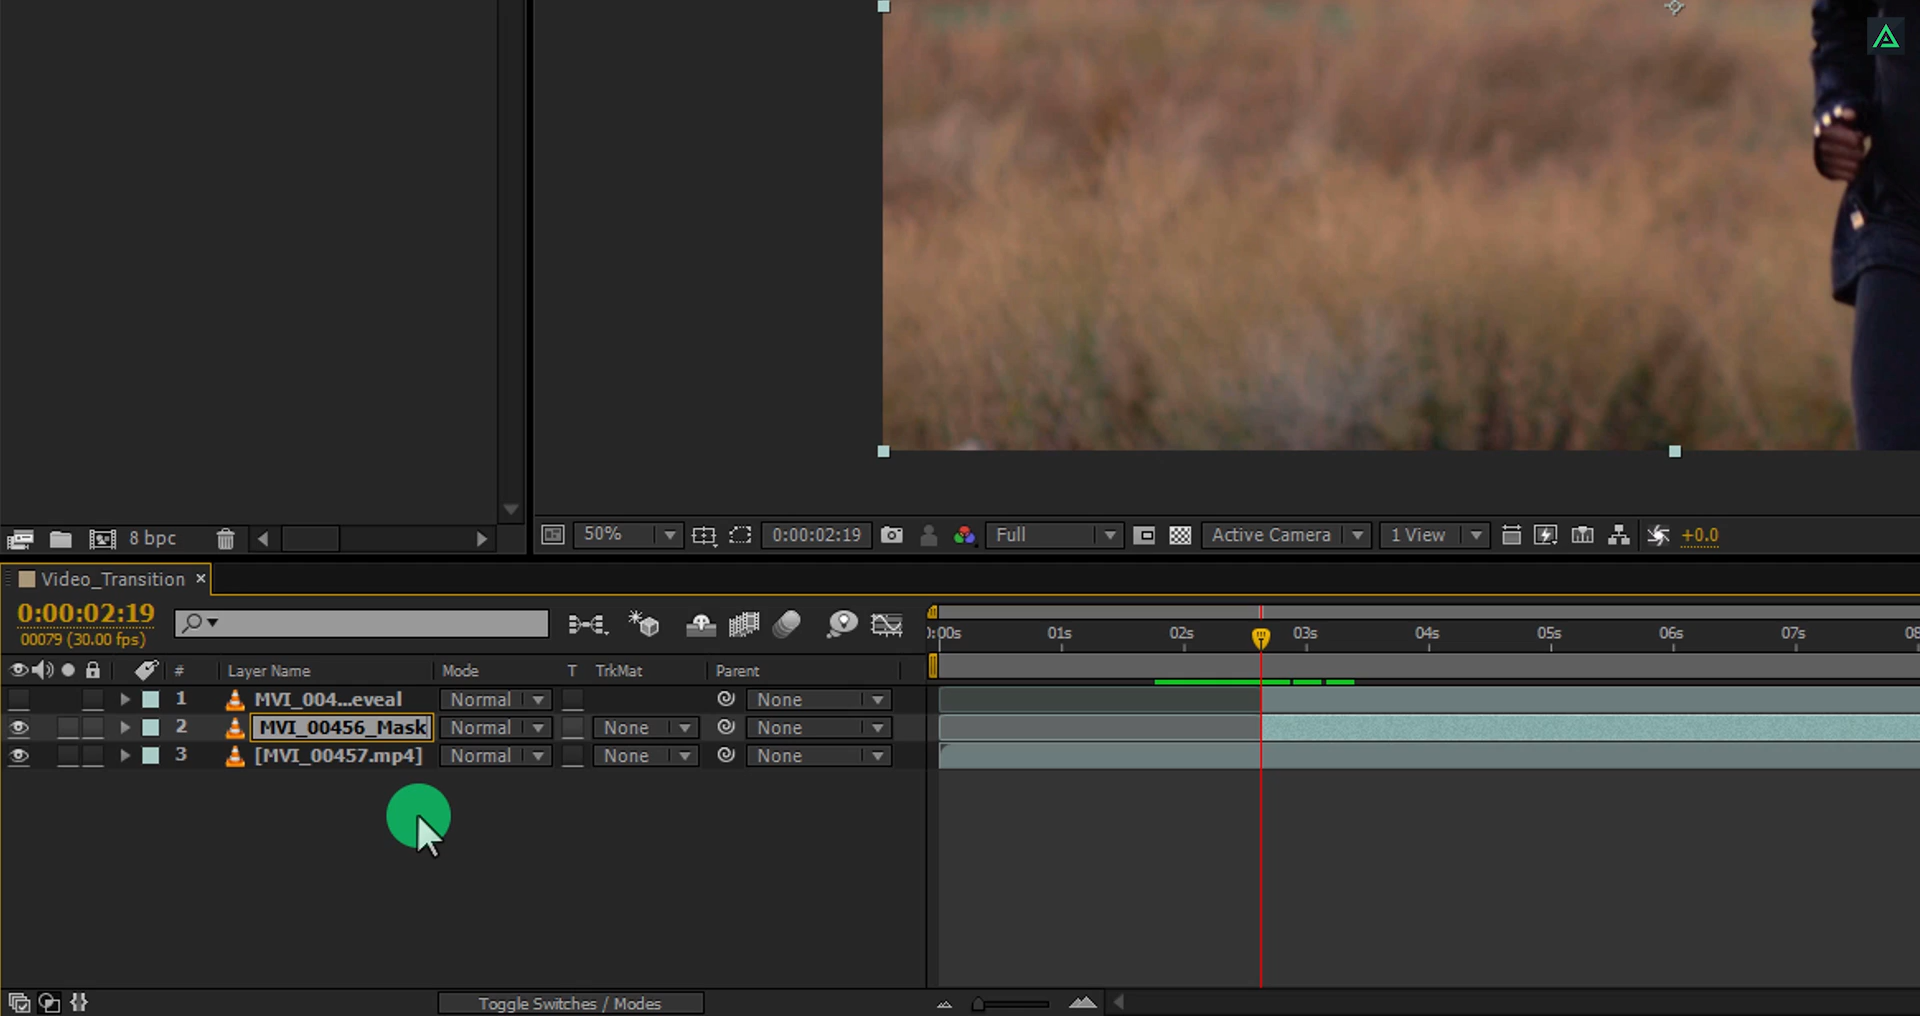 8 bpc
50%
0:00:02:19
Full
Active Camera
1 View
+0.0
Video_Transition ×
0:00:02:19
00079 (30.00 fps)
):00s 01s 02s 03s 04s 05s 06s 07s 08
# Layer Name Mode T TrkMat Parent
1 MVI_004...eveal Normal None
2 MVI_00456_Mask Normal None None
3 [MVI_00457.mp4] Normal None None
Toggle Switches / Modes